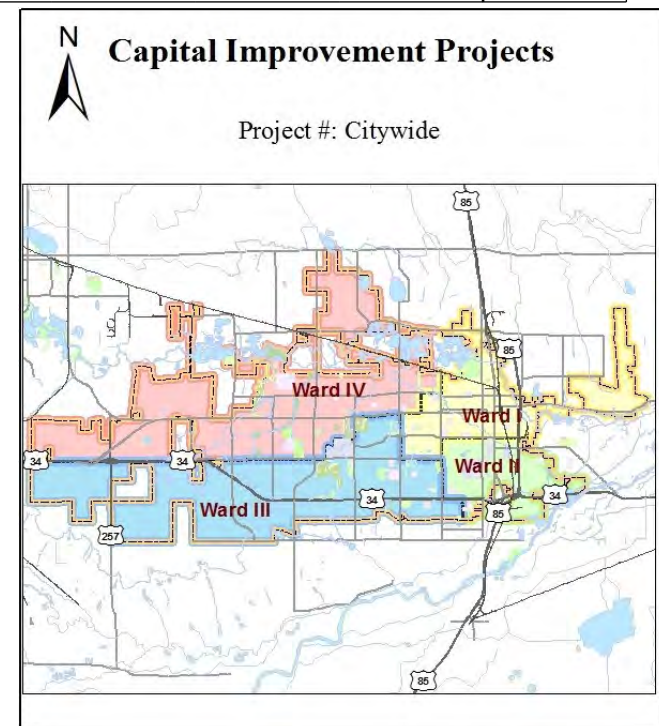 N
Capital Improvement Projects
Project #: Citywide
85
85
Ward IV
Ward I
34
34
Ward II
Ward III
34
34
85
257
85